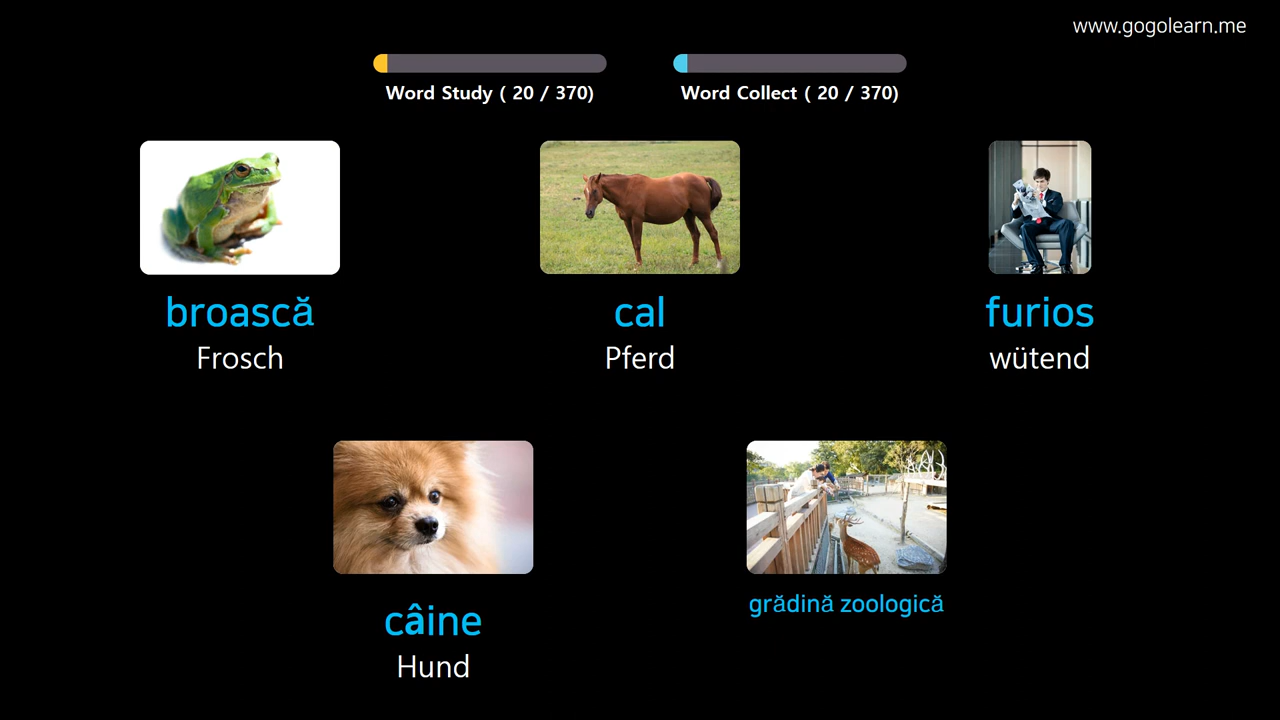 www.gogolearn.me
Word Study ( 20 / 370)
Word Collect ( 20 / 370)
broască
Frosch
cal
Pferd
furios
wütend
câine
Hund
grădină zoologică